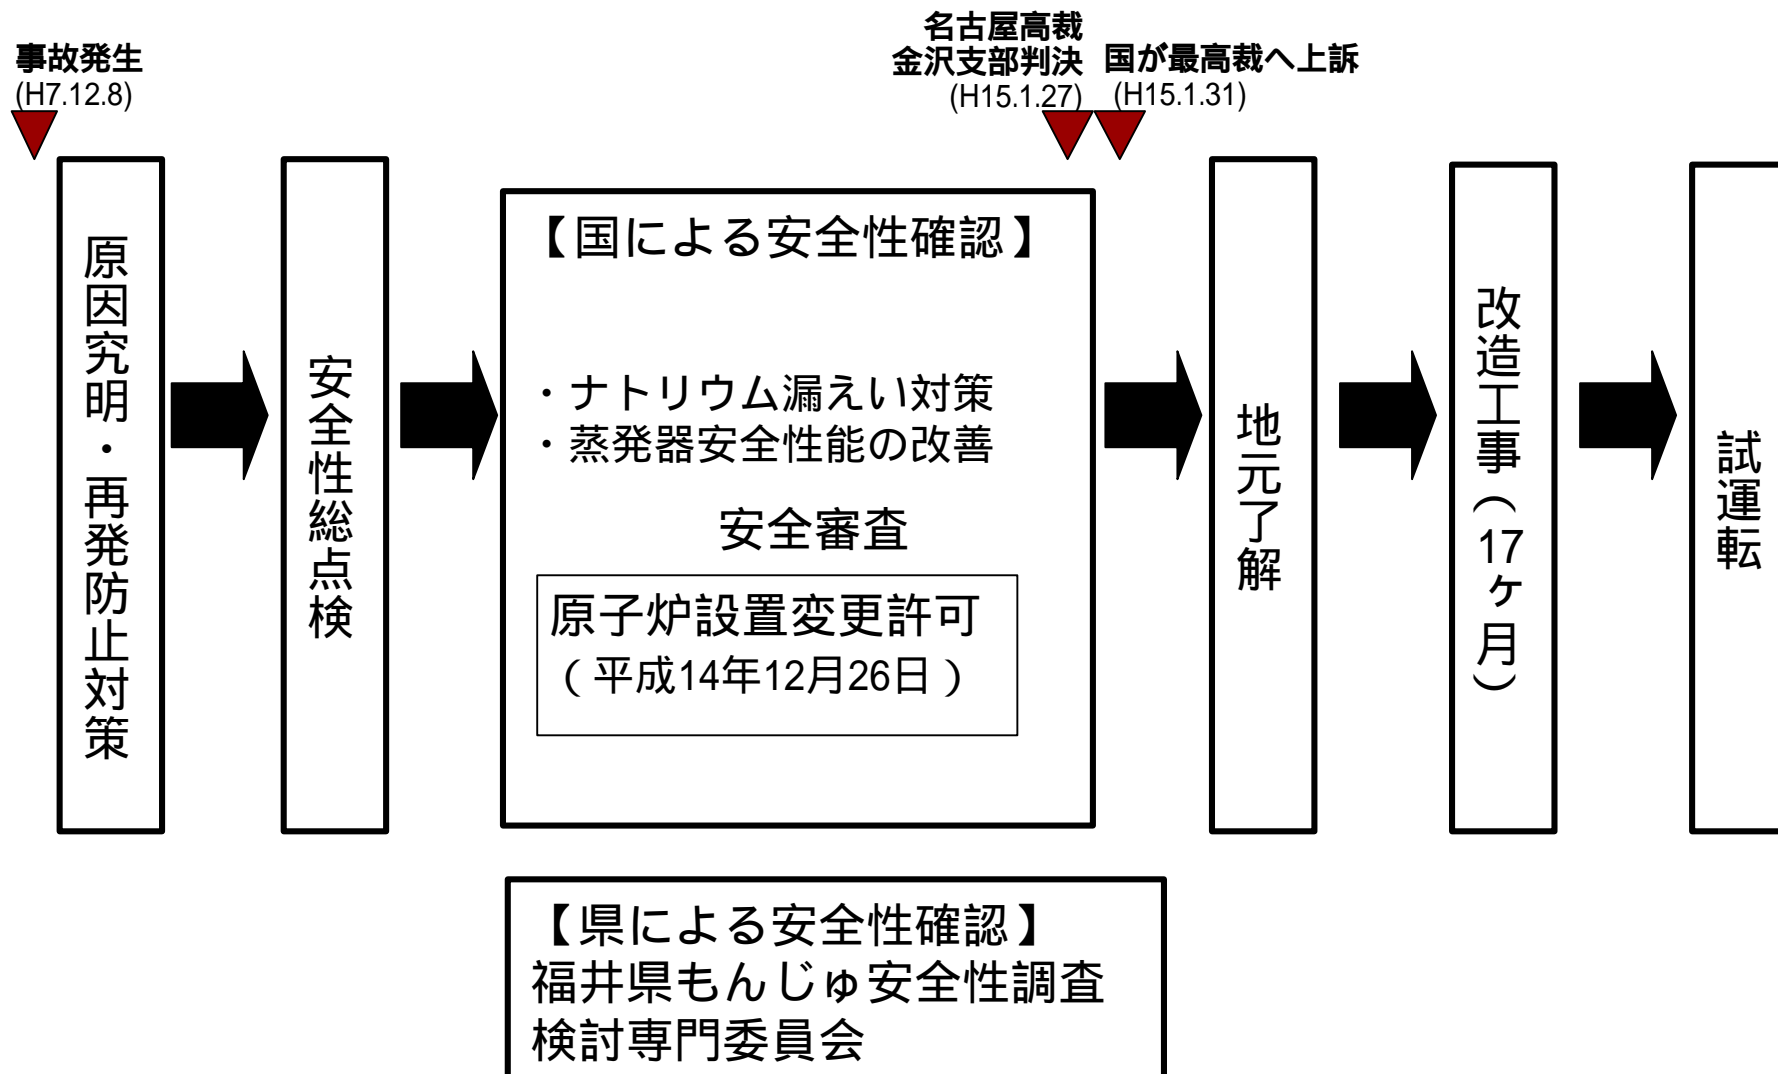 事故発生
(H7.12.8)
名古屋高裁
金沢支部判決
(H15.1.27)
国が最高裁へ上訴
(H15.1.31)
原因究明・再発防止対策
安全性総点検
【国による安全性確認】
・ナトリウム漏えい対策
・蒸発器安全性能の改善
安全審査
原子炉設置変更許可
(平成14年12月26日)
地元了解
改造工事(17ヶ月)
試運転
【県による安全性確認】
福井県もんじゅ安全性調査
検討専門委員会